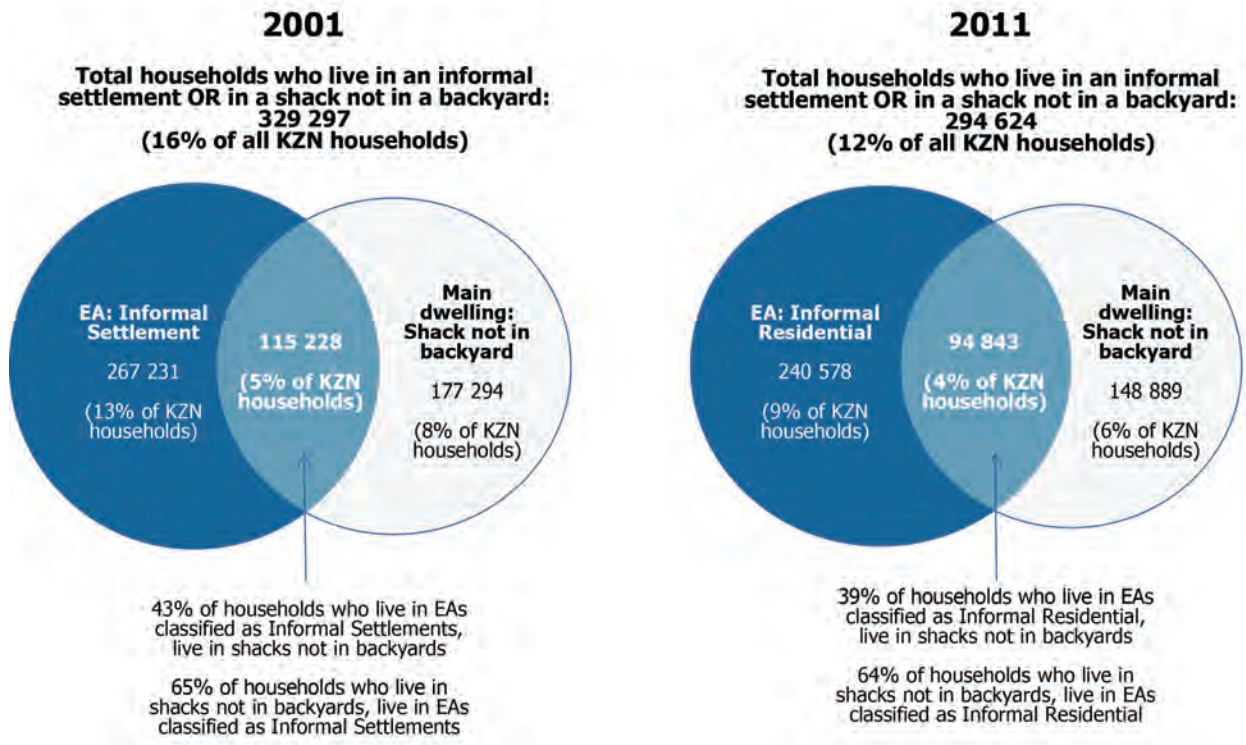 2001
Total households who live in an informal
settlement OR in a shack not in a backyard:
329 297
(16% of all KZN households)
EA: Informal
Settlement
267 231
(13% of KZN
households)
115 228
(5% of KZN
households)
Main
dwelling:
Shack not in
backyard
177 294
(8% of KZN
households)
43% of households who live in EAs
classified as Informal Settlements,
live in shacks not in backyards
65% of households who live in
shacks not in backyards, live in EAs
classified as Informal Settlements
2011
Total households who live in an informal
settlement OR in a shack not in a backyard:
294 624
(12% of all KZN households)
EA: Informal
Residential
240 578
(9% of KZN
households)
94 843
(4% of KZN
households)
Main
dwelling:
Shack not in
backyard
148 889
(6% of KZN
households)
39% of households who live in EAs
classified as Informal Residential,
live in shacks not in backyards
64% of households who live in
shacks not in backyards, live in EAs
classified as Informal Residential